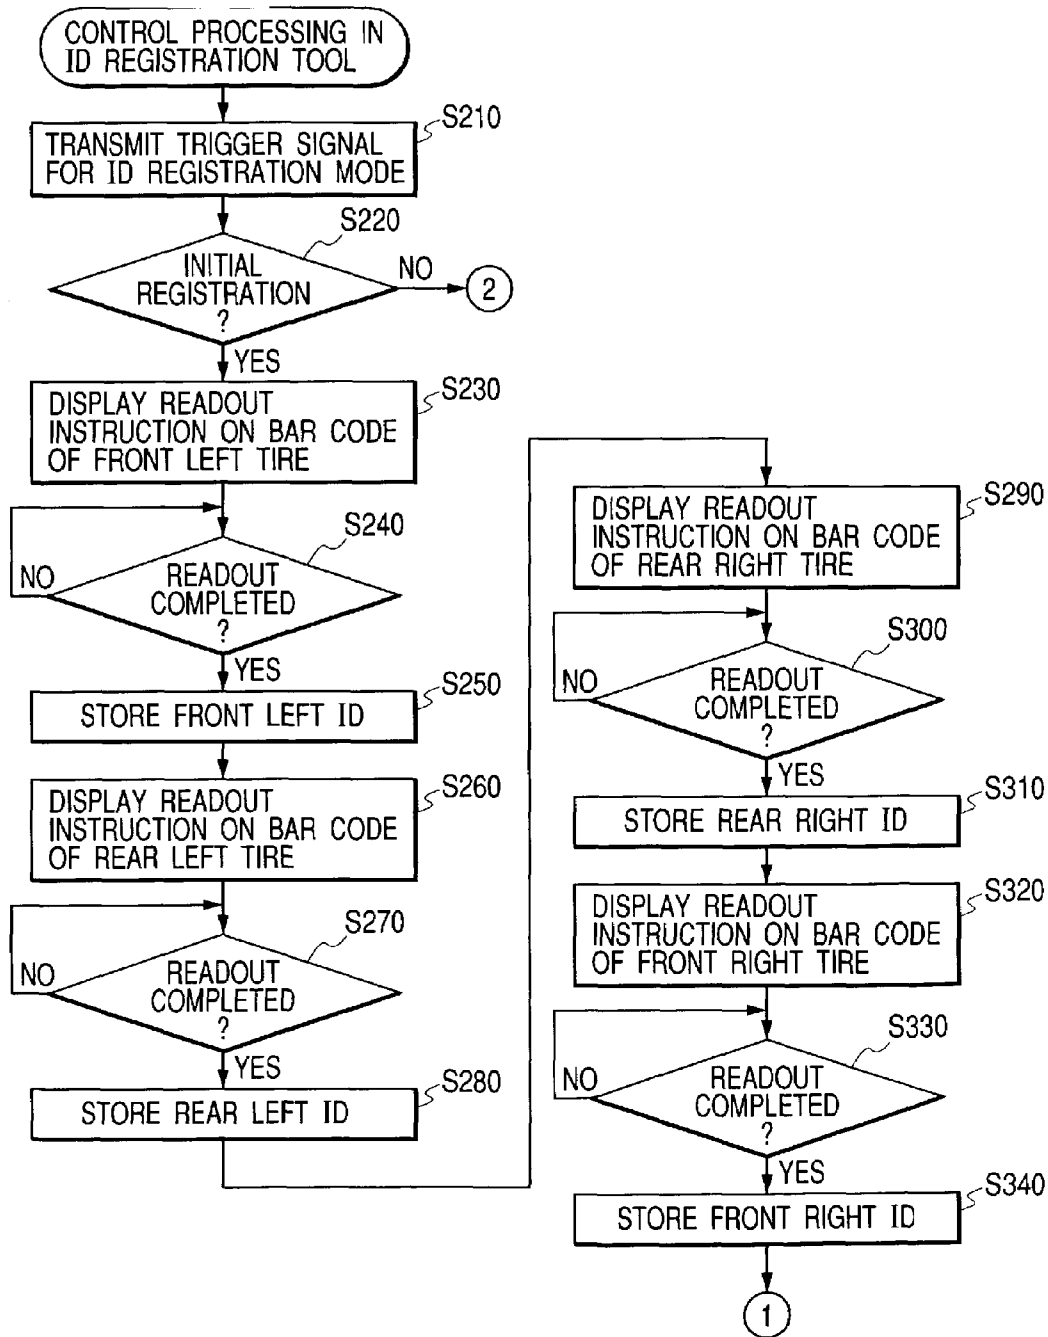 CONTROL PROCESSING IN
ID REGISTRATION TOOL
S210
TRANSMIT TRIGGER SIGNAL
FOR ID REGISTRATION MODE
S220
INITIAL
REGISTRATION
?
NO
2
YES
S230
DISPLAY READOUT
INSTRUCTION ON BAR CODE
OF FRONT LEFT TIRE
S240
READOUT
COMPLETED
?
NO
YES
S250
STORE FRONT LEFT ID
S260
DISPLAY READOUT
INSTRUCTION ON BAR CODE
OF REAR LEFT TIRE
S270
READOUT
COMPLETED
?
NO
YES
S280
STORE REAR LEFT ID
S290
DISPLAY READOUT
INSTRUCTION ON BAR CODE
OF REAR RIGHT TIRE
S300
READOUT
COMPLETED
?
NO
YES
S310
STORE REAR RIGHT ID
S320
DISPLAY READOUT
INSTRUCTION ON BAR CODE
OF FRONT RIGHT TIRE
S330
READOUT
COMPLETED
?
NO
YES
S340
STORE FRONT RIGHT ID
1